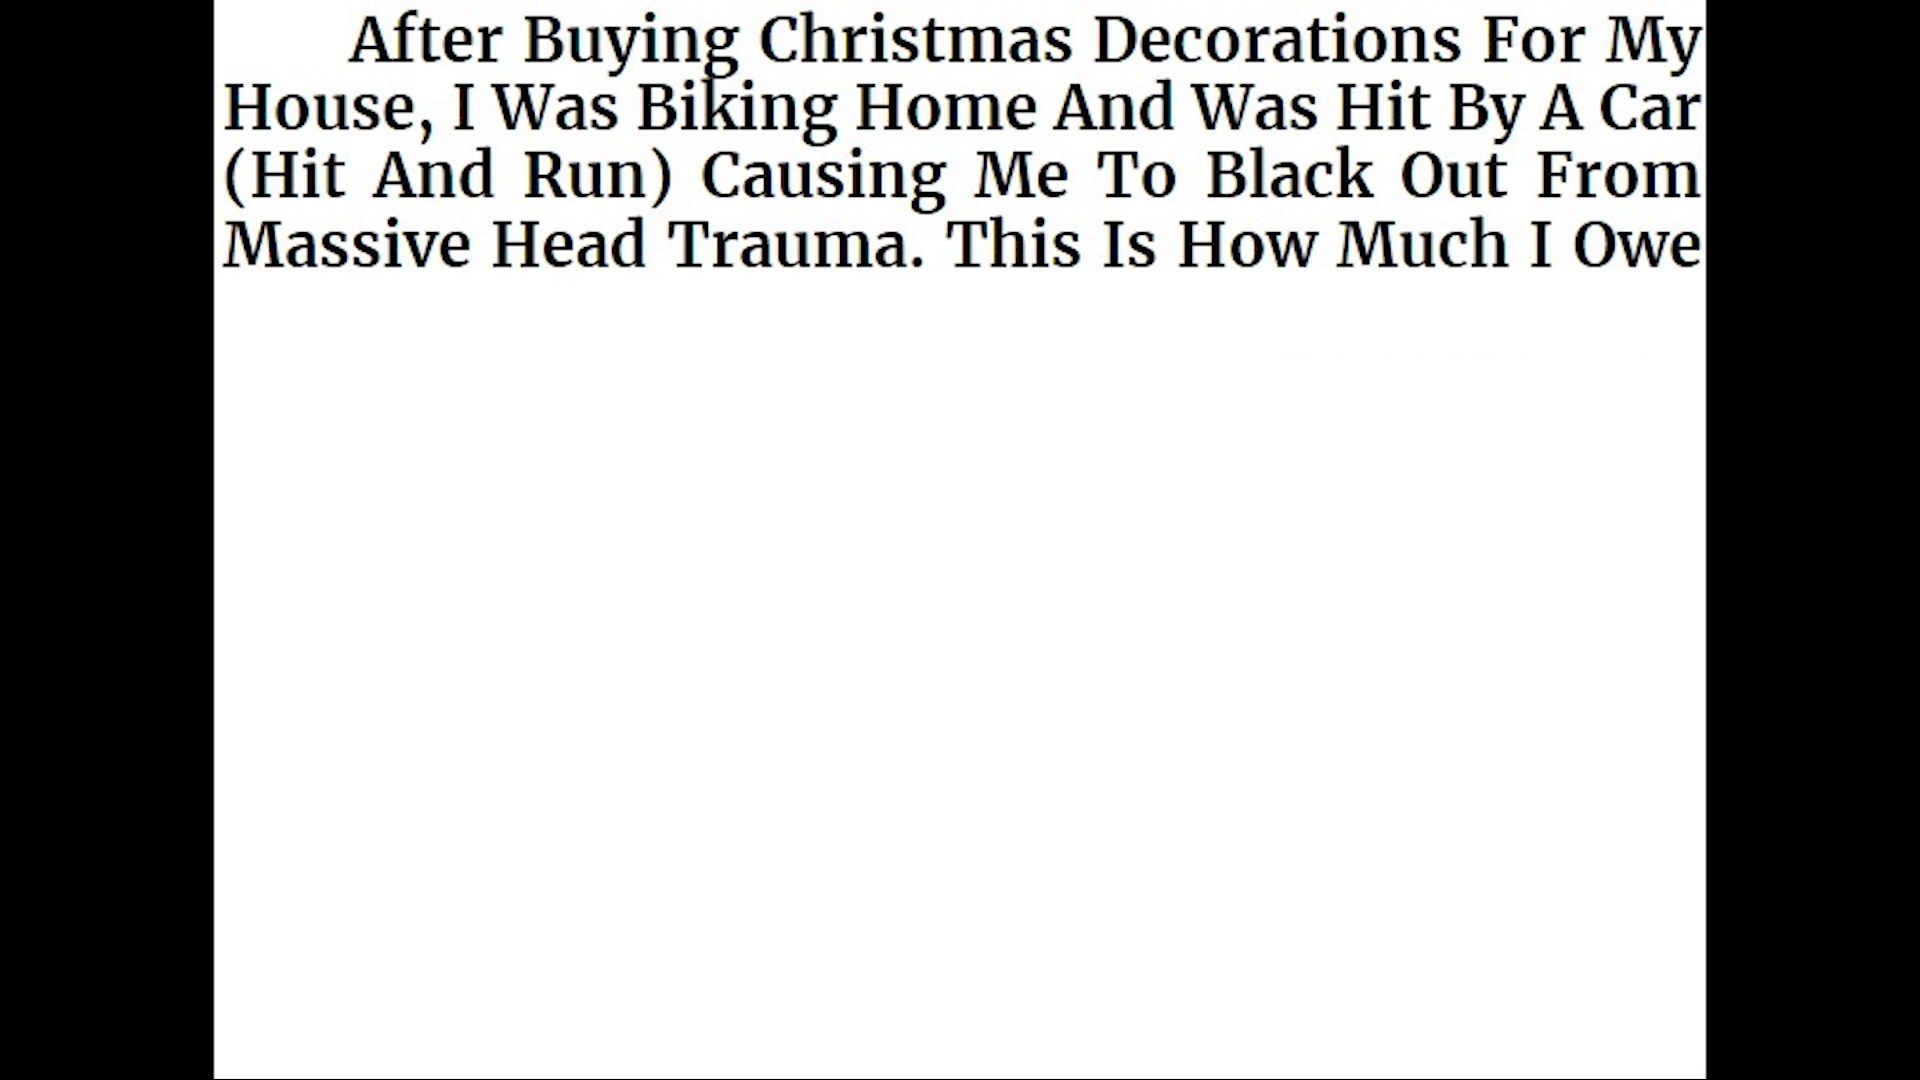 After Buying Christmas Decorations For My
House, I Was Biking Home And Was Hit By A Car
(Hit And Run) Causing Me To Black Out From
Massive Head Trauma. This Is How Much I Owe